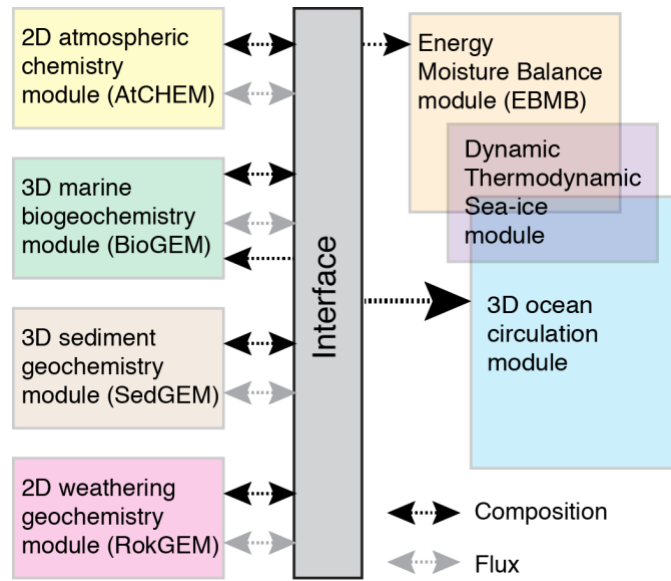 2D atmospheric
chemistry
module (AtCHEM)
3D marine
biogeochemistry
module (BioGEM)
3D sediment
geochemistry
module (SedGEM)
2D weathering
geochemistry
module (RokGEM)
Interface
Energy
Moisture Balance
module (EBMB)
Dynamic
Thermodynamic
Sea-ice
module
3D ocean
circulation
module
Composition
Flux